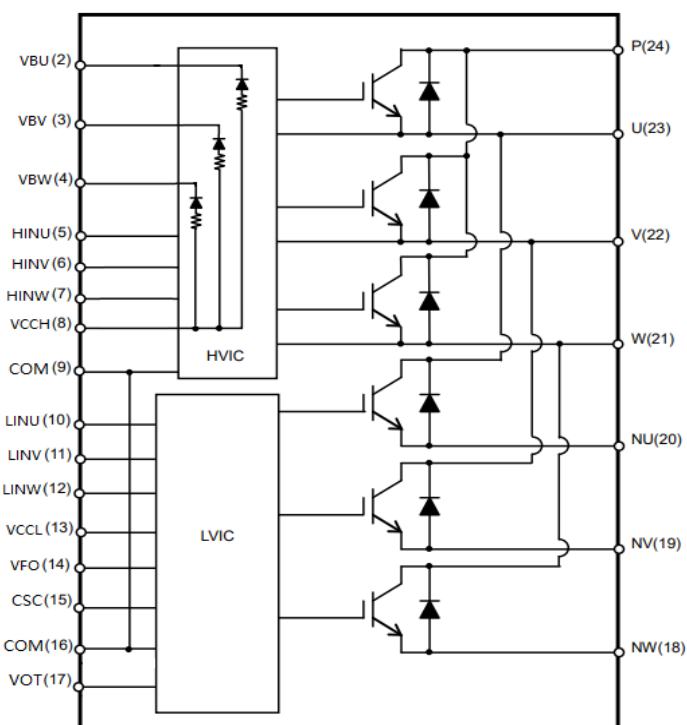 VBU(2)
VBV (3)
VBW(4)
HINU(5)
HINV(6)
HINW(7)
VCCH(8)
COM (9)
LINU(10)
LINV(11)
LINW(12)
VCCL(13)
VFO(14)
CSC(15)
COM(16)
VOT(17)
HVIC
LVIC
P(24)
U(23)
V(22)
W(21)
NU(20)
NV(19)
NW(18)